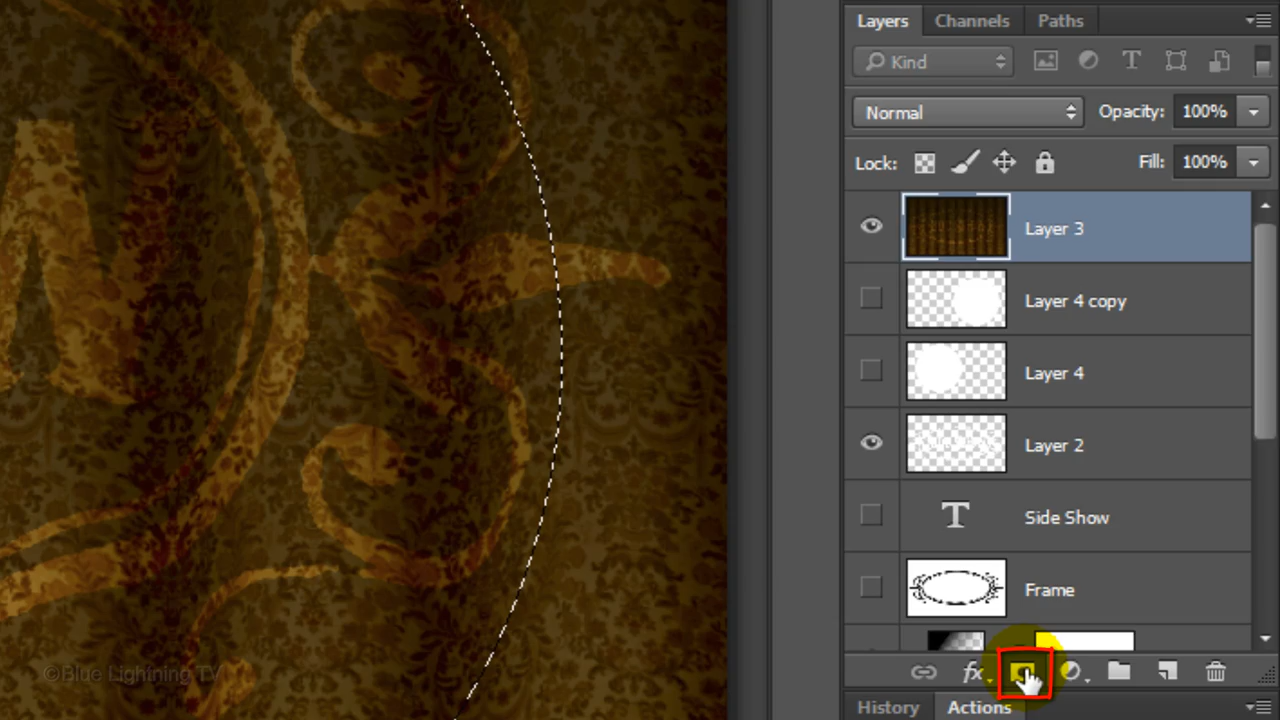 Layers Channels Paths
Kind
Normal Opacity: 100%
Lock: Fill: 100%
Layer 3
Layer 4 copy
Layer 4
Layer 2
T Side Show
Frame
fx
©Blue Lightning TV
History Actions